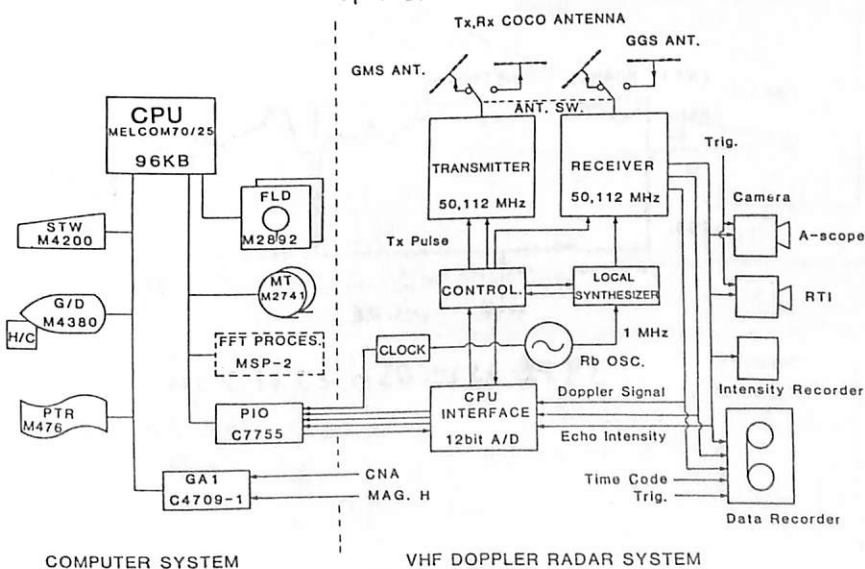 Tx,Rx COCO ANTENNA
GMS ANT.
GGS ANT.
ANT. SW.
CPU
MELCOM70/25
96KB
TRANSMITTER
50,112 MHz
RECEIVER
50,112 MHz
Trig.
Camera
A-scope
FLD
M2892
STW
M4200
Tx Pulse
MT
M2741
G/D
M4380
H/C
CONTROL.
LOCAL
SYNTHESIZER
RTI
FFT PROCES.
MSP-2
CLOCK
1 MHz
Rb OSC.
Intensity Recorder
PTR
M476
PIO
C7755
CPU
INTERFACE
12bit A/D
Doppler Signal
Echo Intensity
GA1
C4709-1
CNA
MAG. H
Time Code
Trig.
Data Recorder
COMPUTER SYSTEM
VHF DOPPLER RADAR SYSTEM